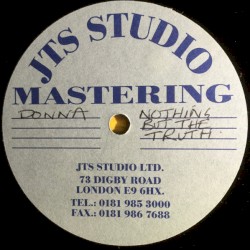 JTS STUDIO
MASTERING
DONNA
NOTHING
BUT THE
TRUTH.
JTS STUDIO LTD.
73 DIGBY ROAD
LONDON E9 6HX.
TEL.: 0181 985 3000
FAX.: 0181 986 7688